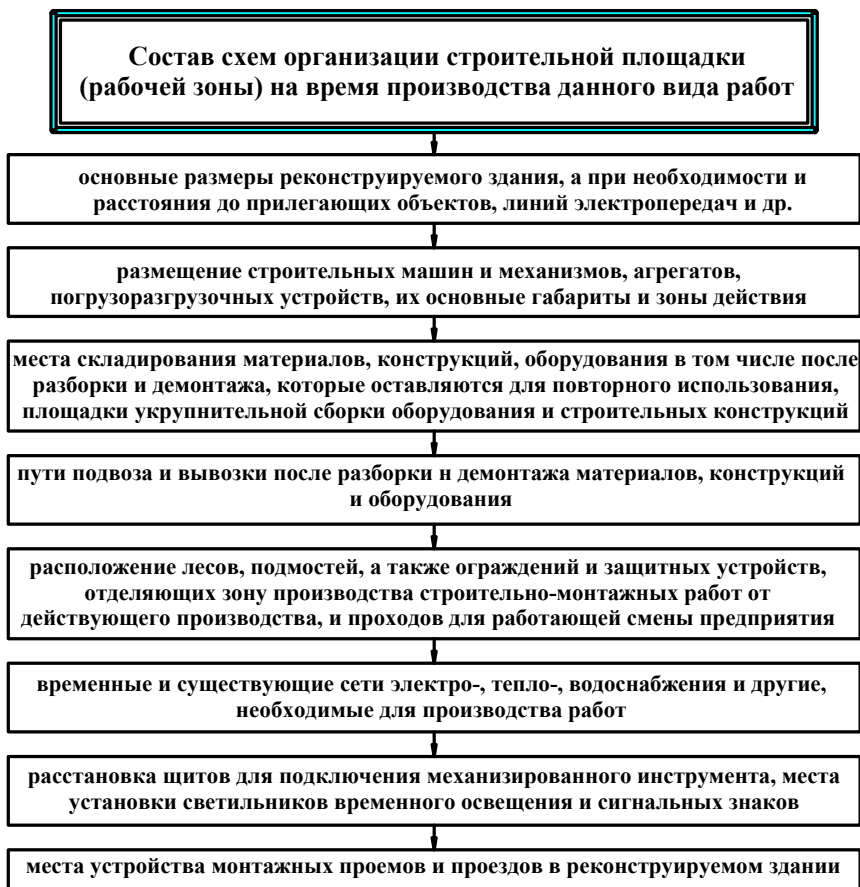 Состав схем организации строительной площадки
(рабочей зоны) на время производства данного вида работ
основные размеры реконструируемого здания, а при необходимости и
расстояния до прилегающих объектов, линий электропередач и др.
размещение строительных машин и механизмов, агрегатов,
погрузоразгрузочных устройств, их основные габариты и зоны действия
места складирования материалов, конструкций, оборудования в том числе после
разборки и демонтажа, которые оставляются для повторного использования,
площадки укрупнительной сборки оборудования и строительных конструкций
пути подвоза и вывозки после разборки н демонтажа материалов, конструкций
и оборудования
расположение лесов, подмостей, а также ограждений и защитных устройств,
отделяющих зону производства строительно-монтажных работ от
действующего производства, и проходов для работающей смены предприятия
временные и существующие сети электро-, тепло-, водоснабжения и другие,
необходимые для производства работ
расстановка щитов для подключения механизированного инструмента, места
установки светильников временного освещения и сигнальных знаков
места устройства монтажных проемов и проездов в реконструируемом здании